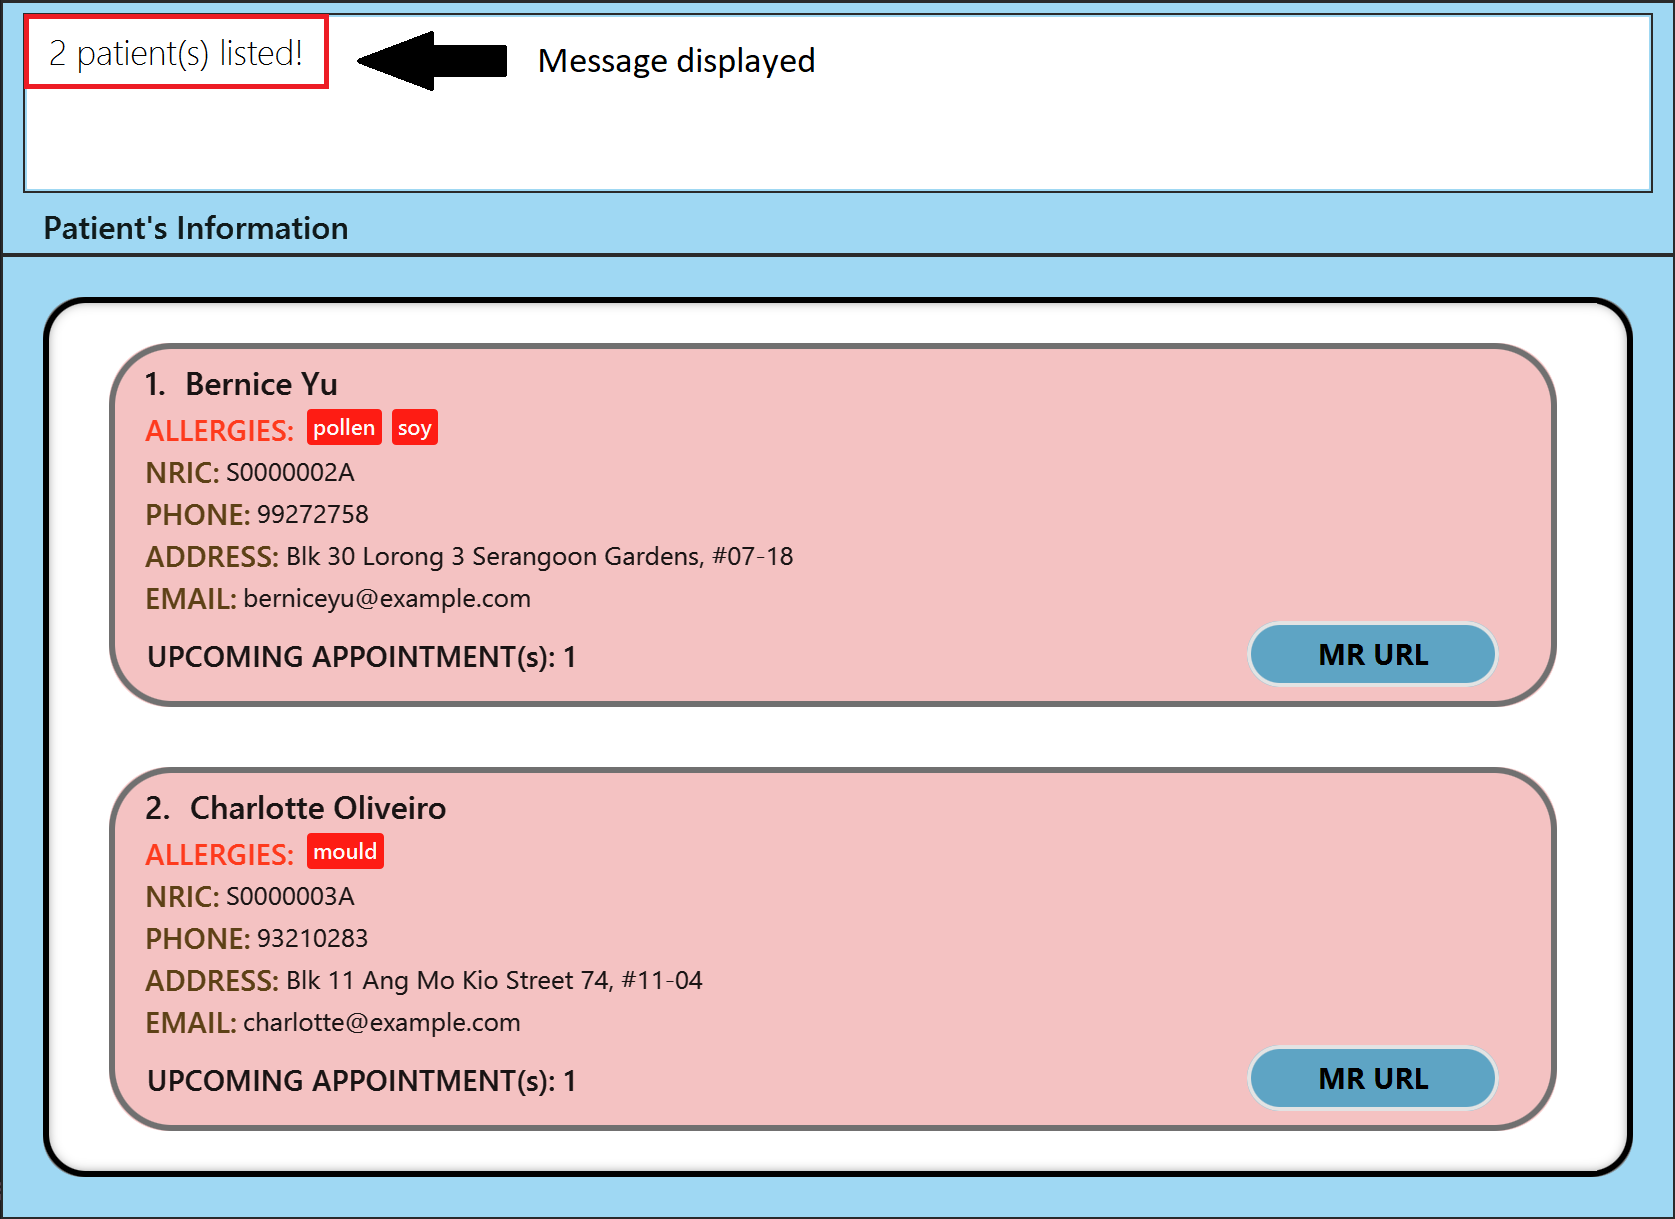 2 patient(s) listed!
Message displayed
Patient's Information
1. Bernice Yu
ALLERGIES: pollen soy
NRIC: S0000002A
PHONE: 99272758
ADDRESS: Blk 30 Lorong 3 Serangoon Gardens, #07-18
EMAIL: berniceyu@example.com
UPCOMING APPOINTMENT(s): 1
MR URL
2. Charlotte Oliveiro
ALLERGIES: mould
NRIC: S0000003A
PHONE: 93210283
ADDRESS: Blk 11 Ang Mo Kio Street 74, #11-04
EMAIL: charlotte@example.com
UPCOMING APPOINTMENT(s): 1
MR URL